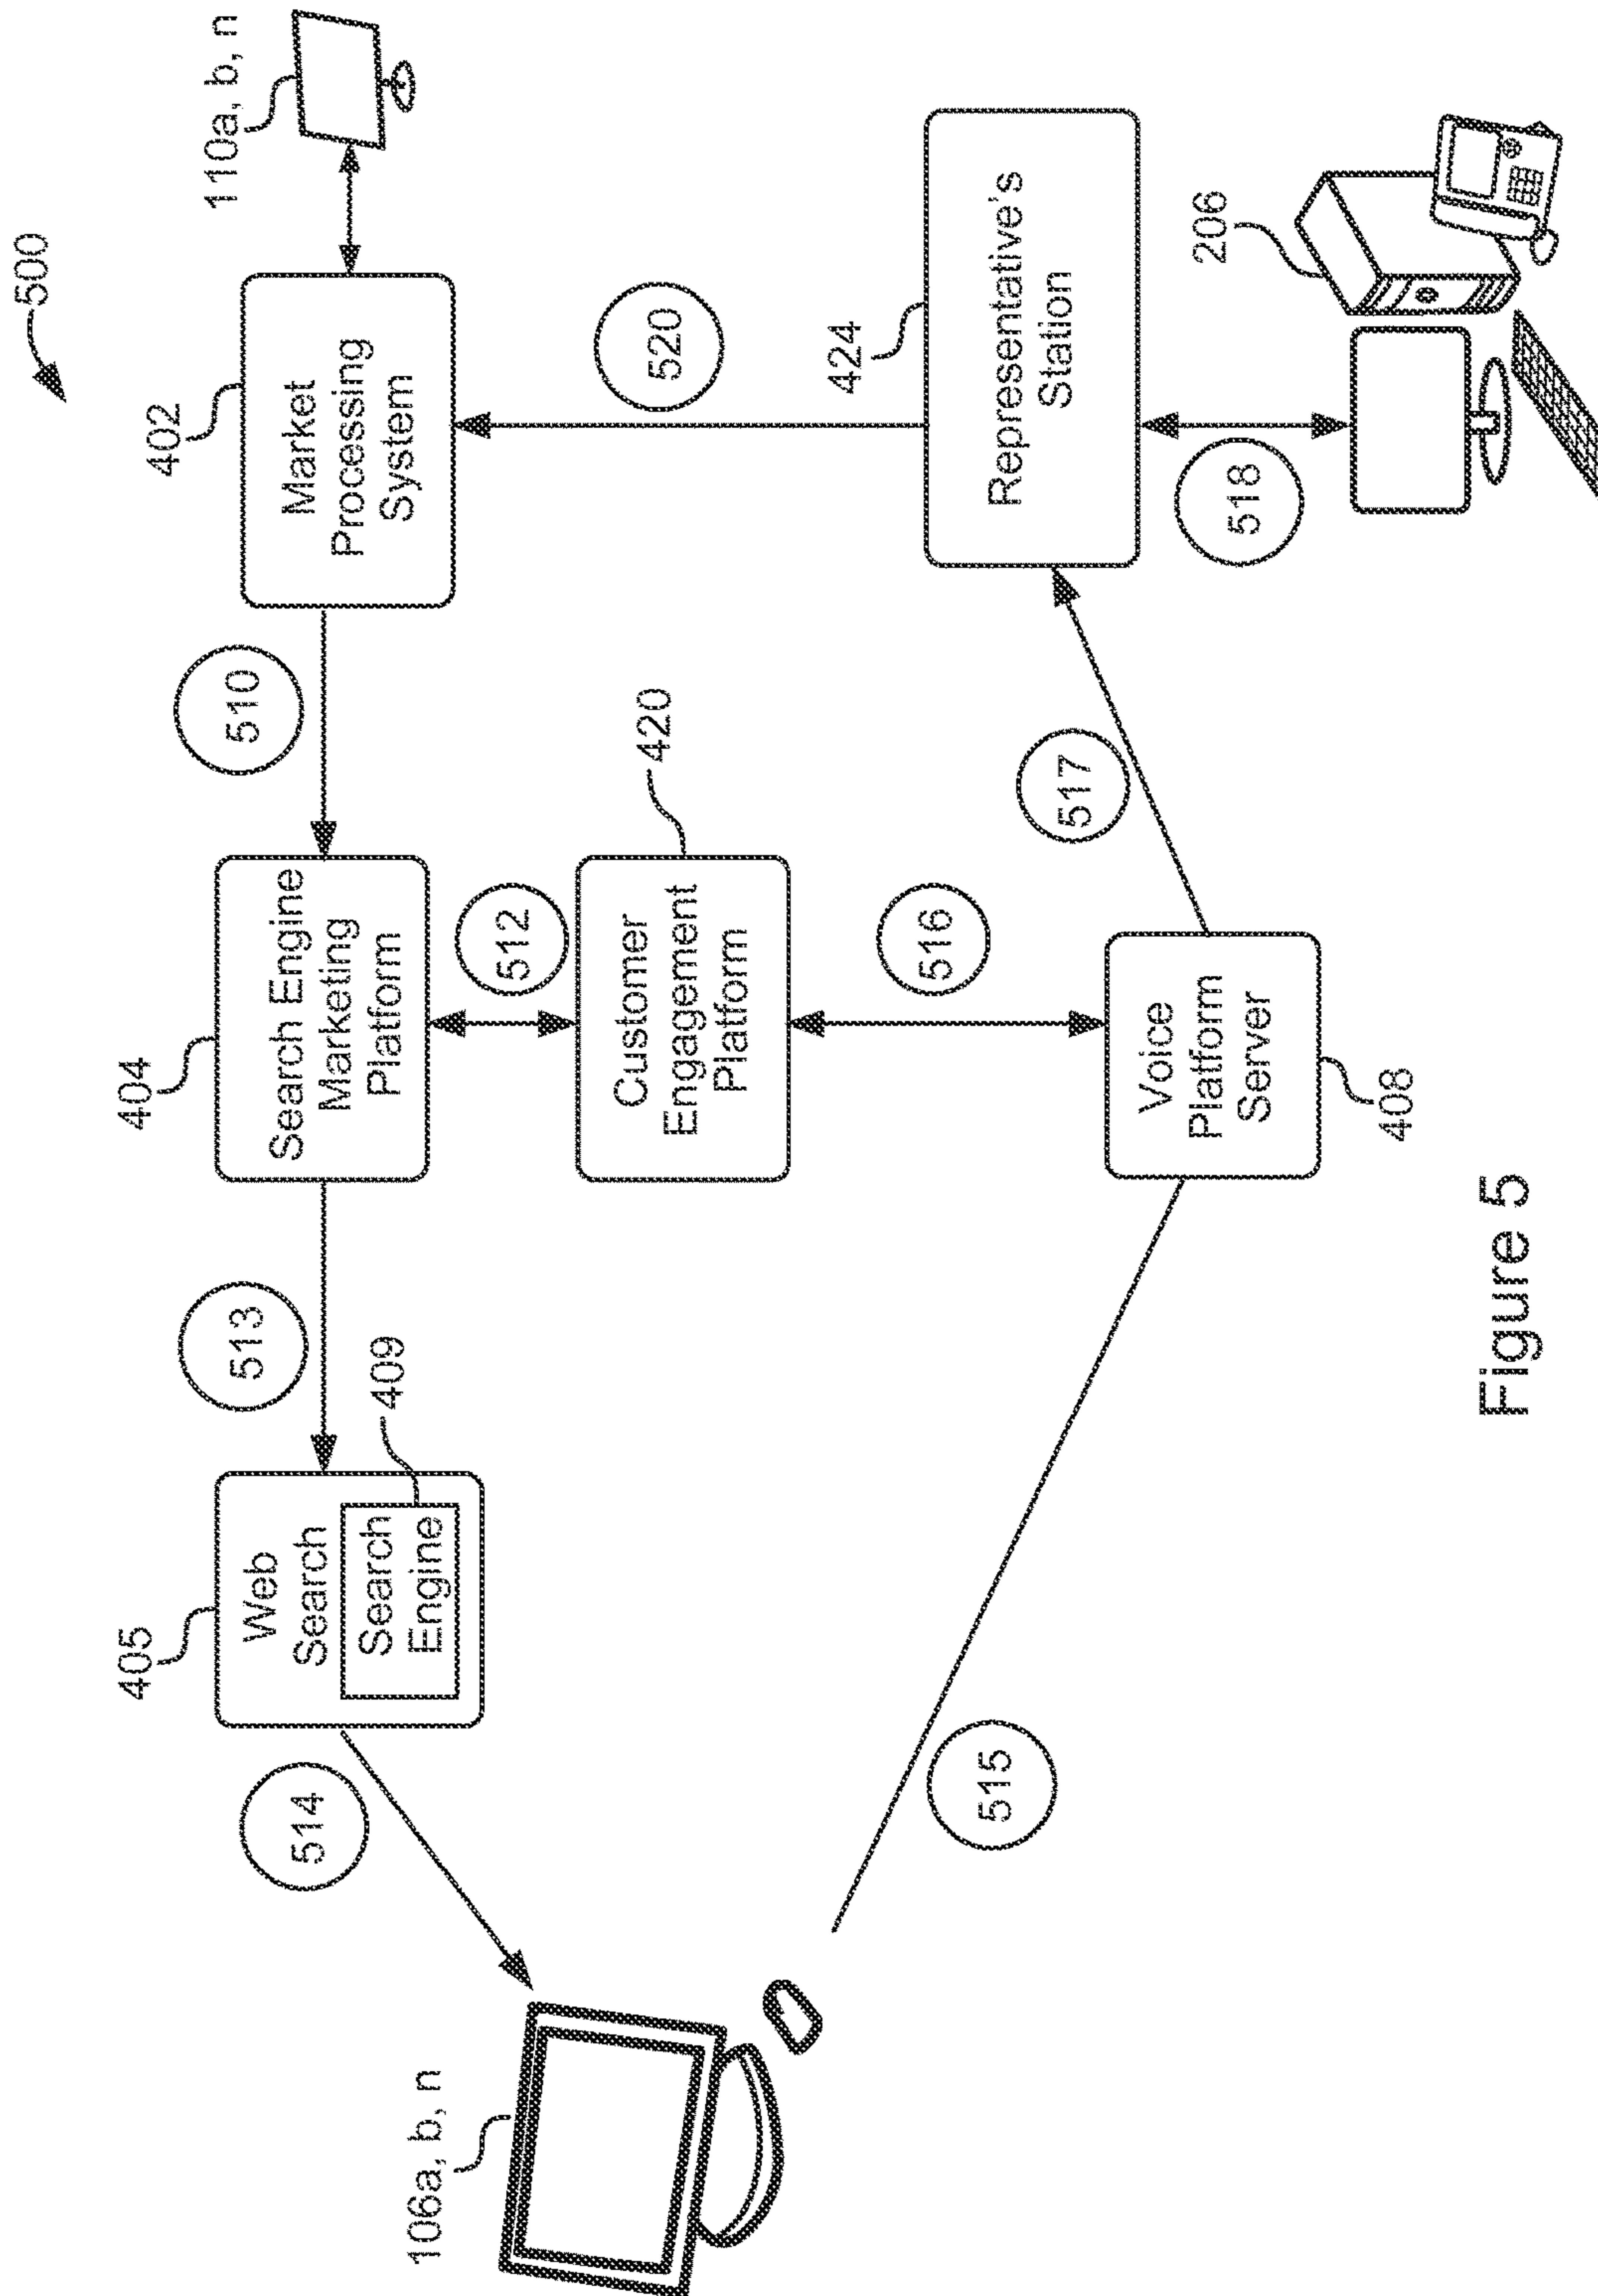 500
106a, b, n
405
Web
Search
Search
Engine
409
514
513
404
Search Engine
Marketing
Platform
510
402
Market
Processing
System
110a, b, n
512
420
Customer
Engagement
Platform
520
515
516
517
424
Representative's
Station
Voice
Platform
Server
408
518
206
Figure 5